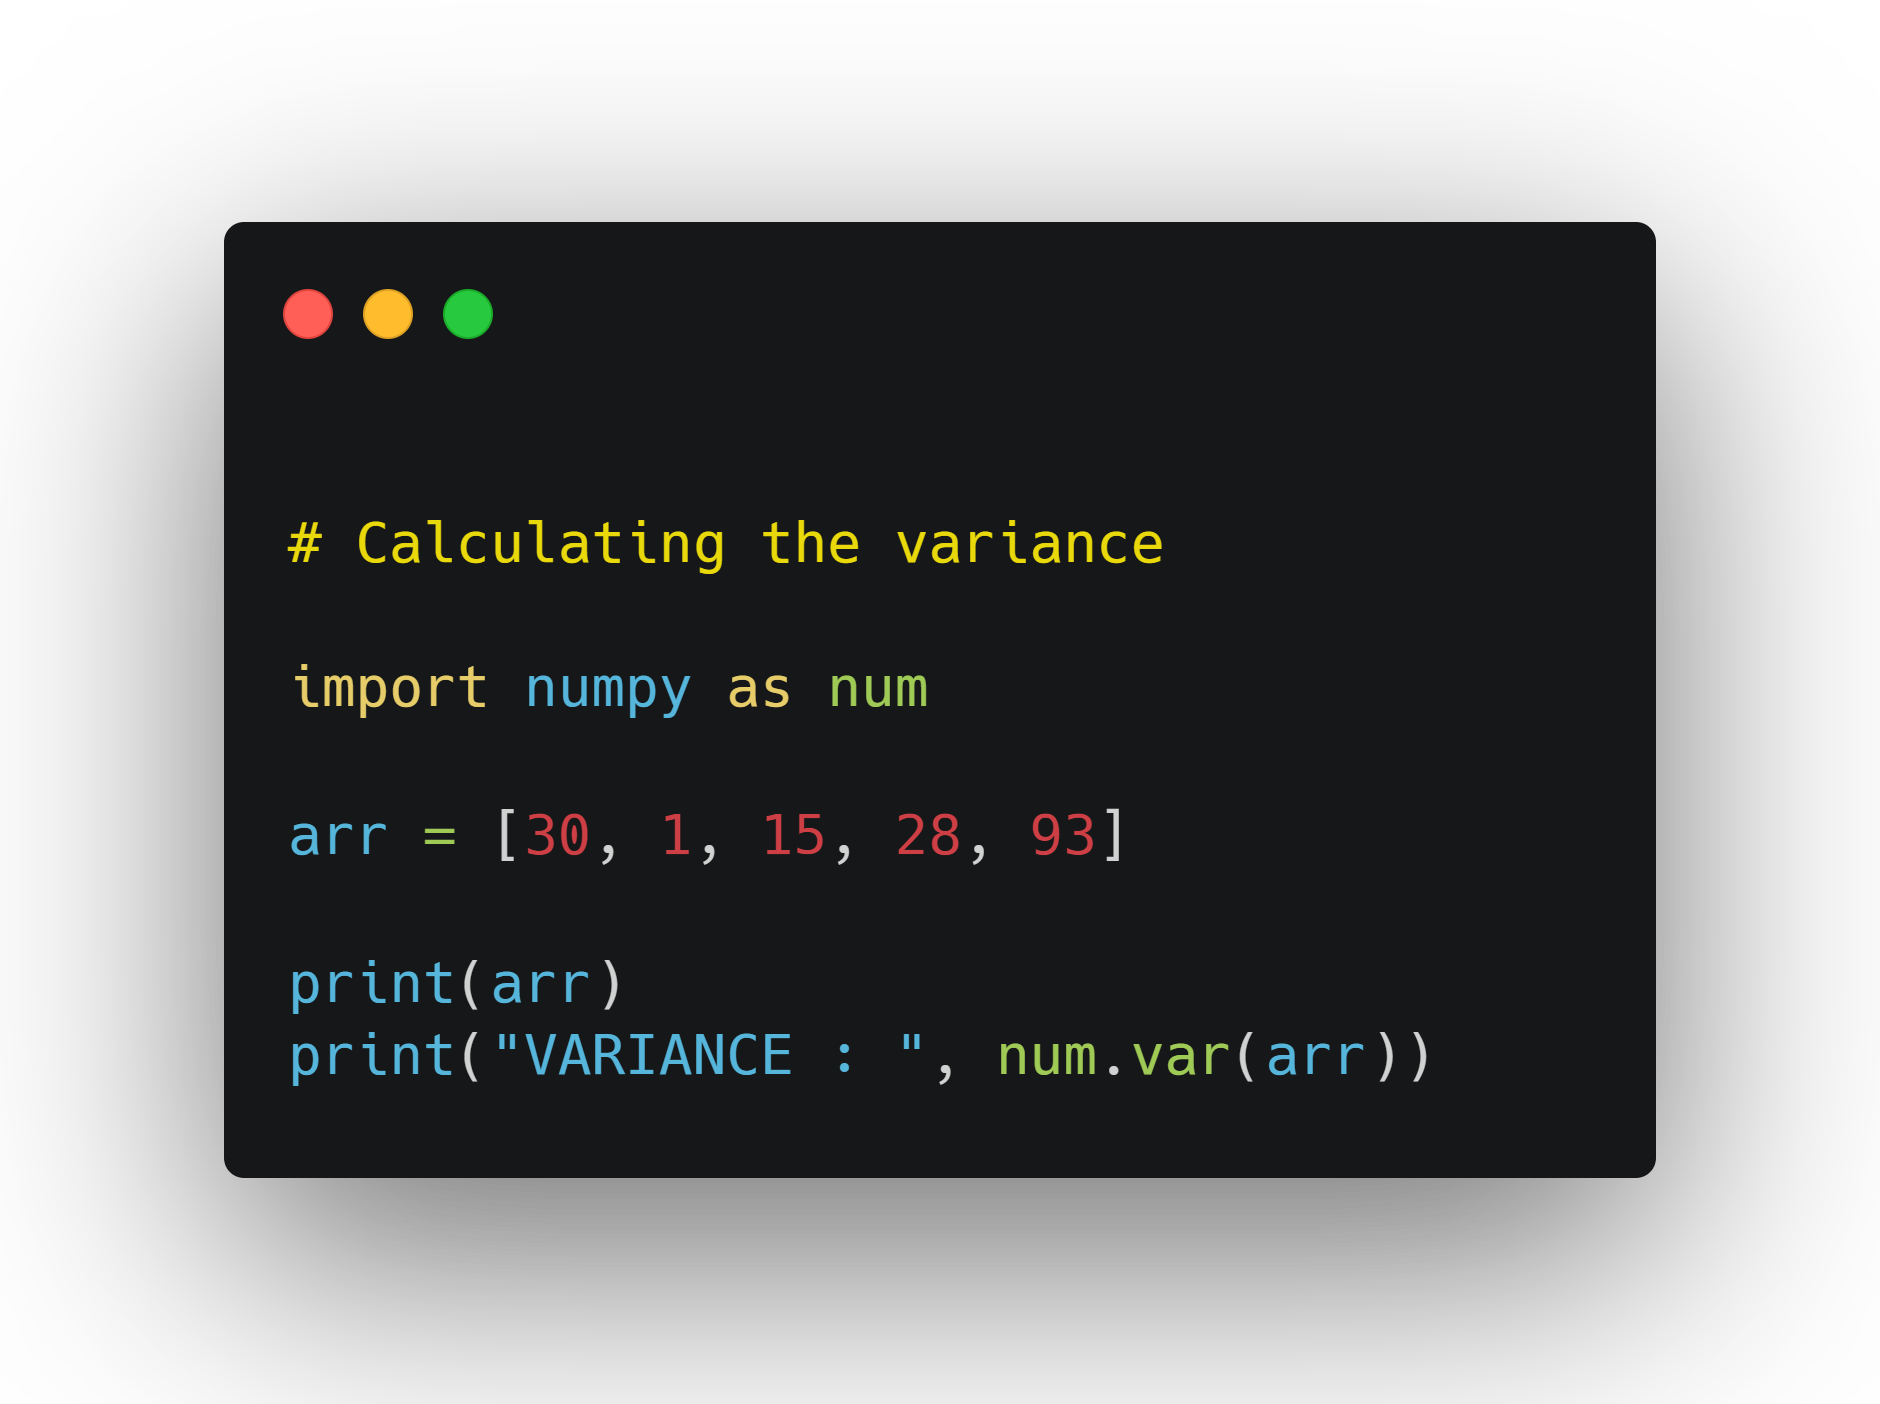 # Calculating the variance
import numpy as num
arr = [30, 1, 15, 28, 93]
print(arr)
print("VARIANCE : ", num.var(arr))